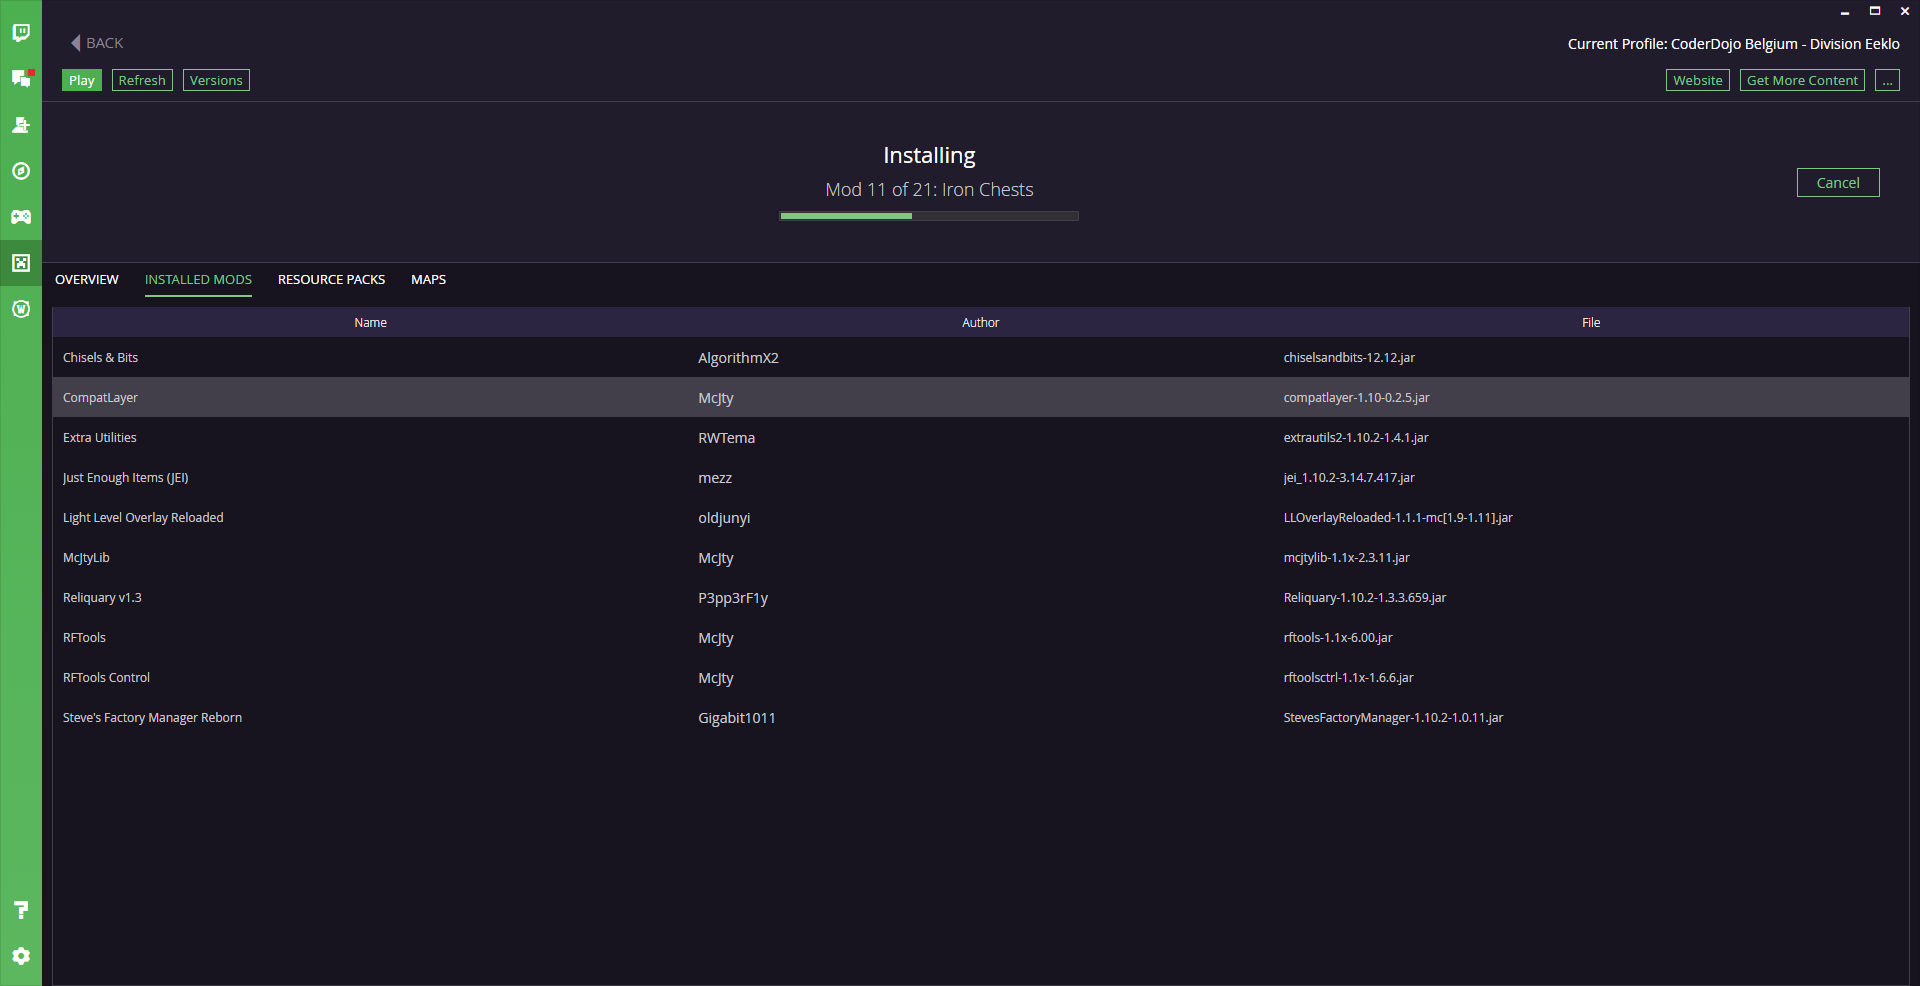 BACK
Current Profile: CoderDojo Belgium - Division Eeklo
Play Refresh Versions Website Get More Content ...
Installing
Mod 11 of 21: Iron Chests
Cancel
OVERVIEW INSTALLED MODS RESOURCE PACKS MAPS
Name Author File
Chisels & Bits AlgorithmX2 chiselsandbits-12.12.jar
CompatLayer McJty compatlayer-1.10-0.2.5.jar
Extra Utilities RWTema extrautils2-1.10.2-1.4.1.jar
Just Enough Items (JEI) mezz jei_1.10.2-3.14.7.417.jar
Light Level Overlay Reloaded oldjunyi LLOverlayReloaded-1.1.1-mc[1.9-1.11].jar
McJtyLib McJty mcjtylib-1.1x-2.3.11.jar
Reliquary v1.3 P3pp3rF1y Reliquary-1.10.2-1.3.3.659.jar
RFTools McJty rftools-1.1x-6.00.jar
RFTools Control McJty rftoolsctrl-1.1x-1.6.6.jar
Steve's Factory Manager Reborn Gigabit1011 StevesFactoryManager-1.10.2-1.0.11.jar